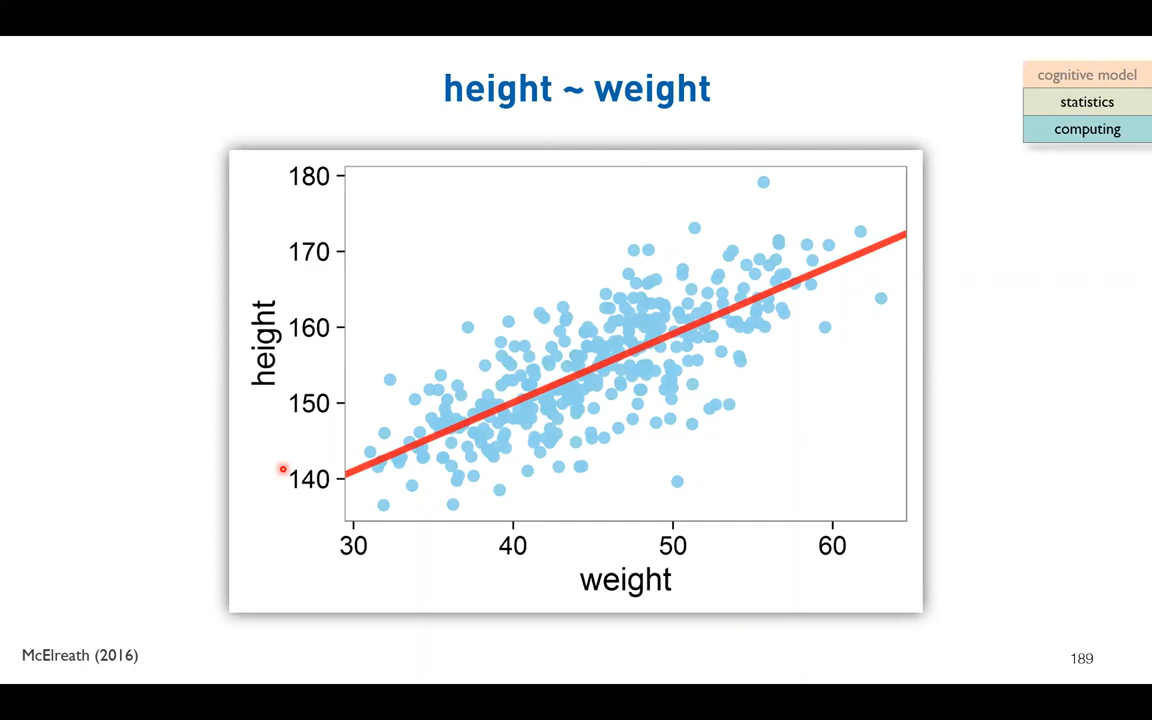 height ~ weight
cognitive model
statistics
computing
180
170
160
150
140
height
30 40 50 60
weight
McElreath (2016)
189